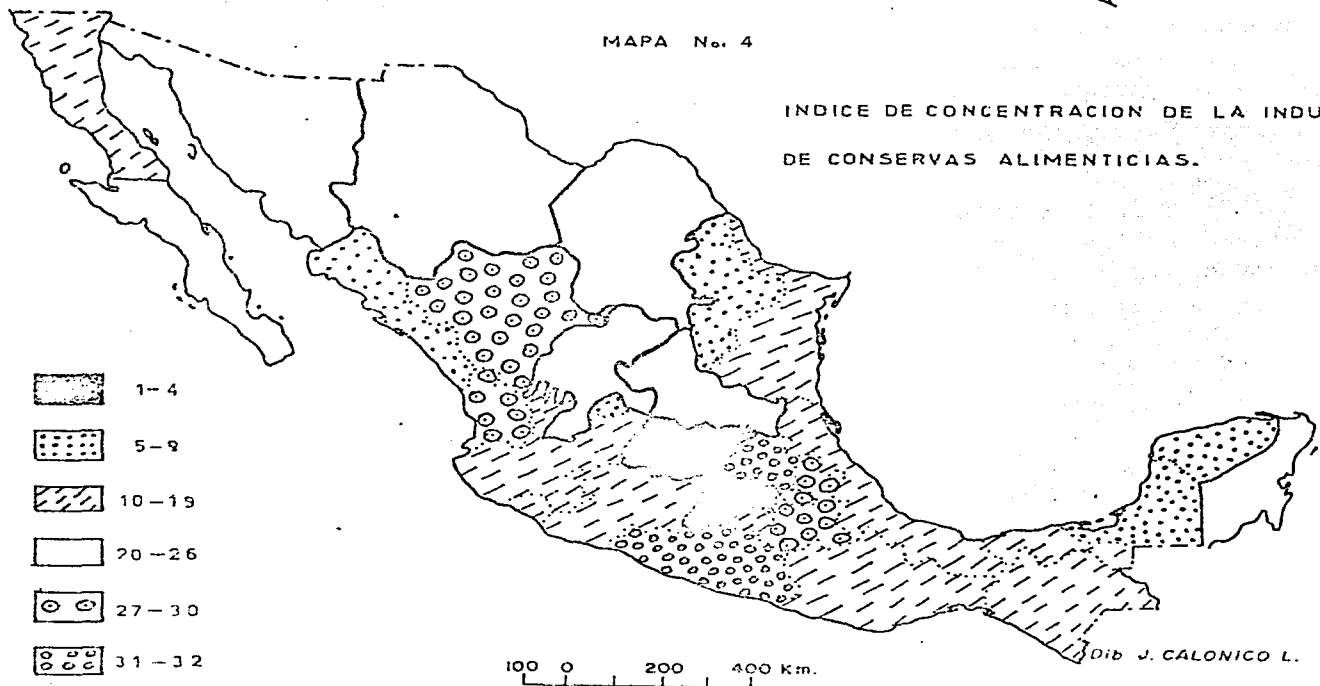 MAPA No. 4
INDICE DE CONCENTRACION DE LA INDU
DE CONSERVAS ALIMENTICIAS.
1-4
5-9
10-19
20-26
27-30
31-32
100 0 200 400 Km.
Dib J. CALONICO L.